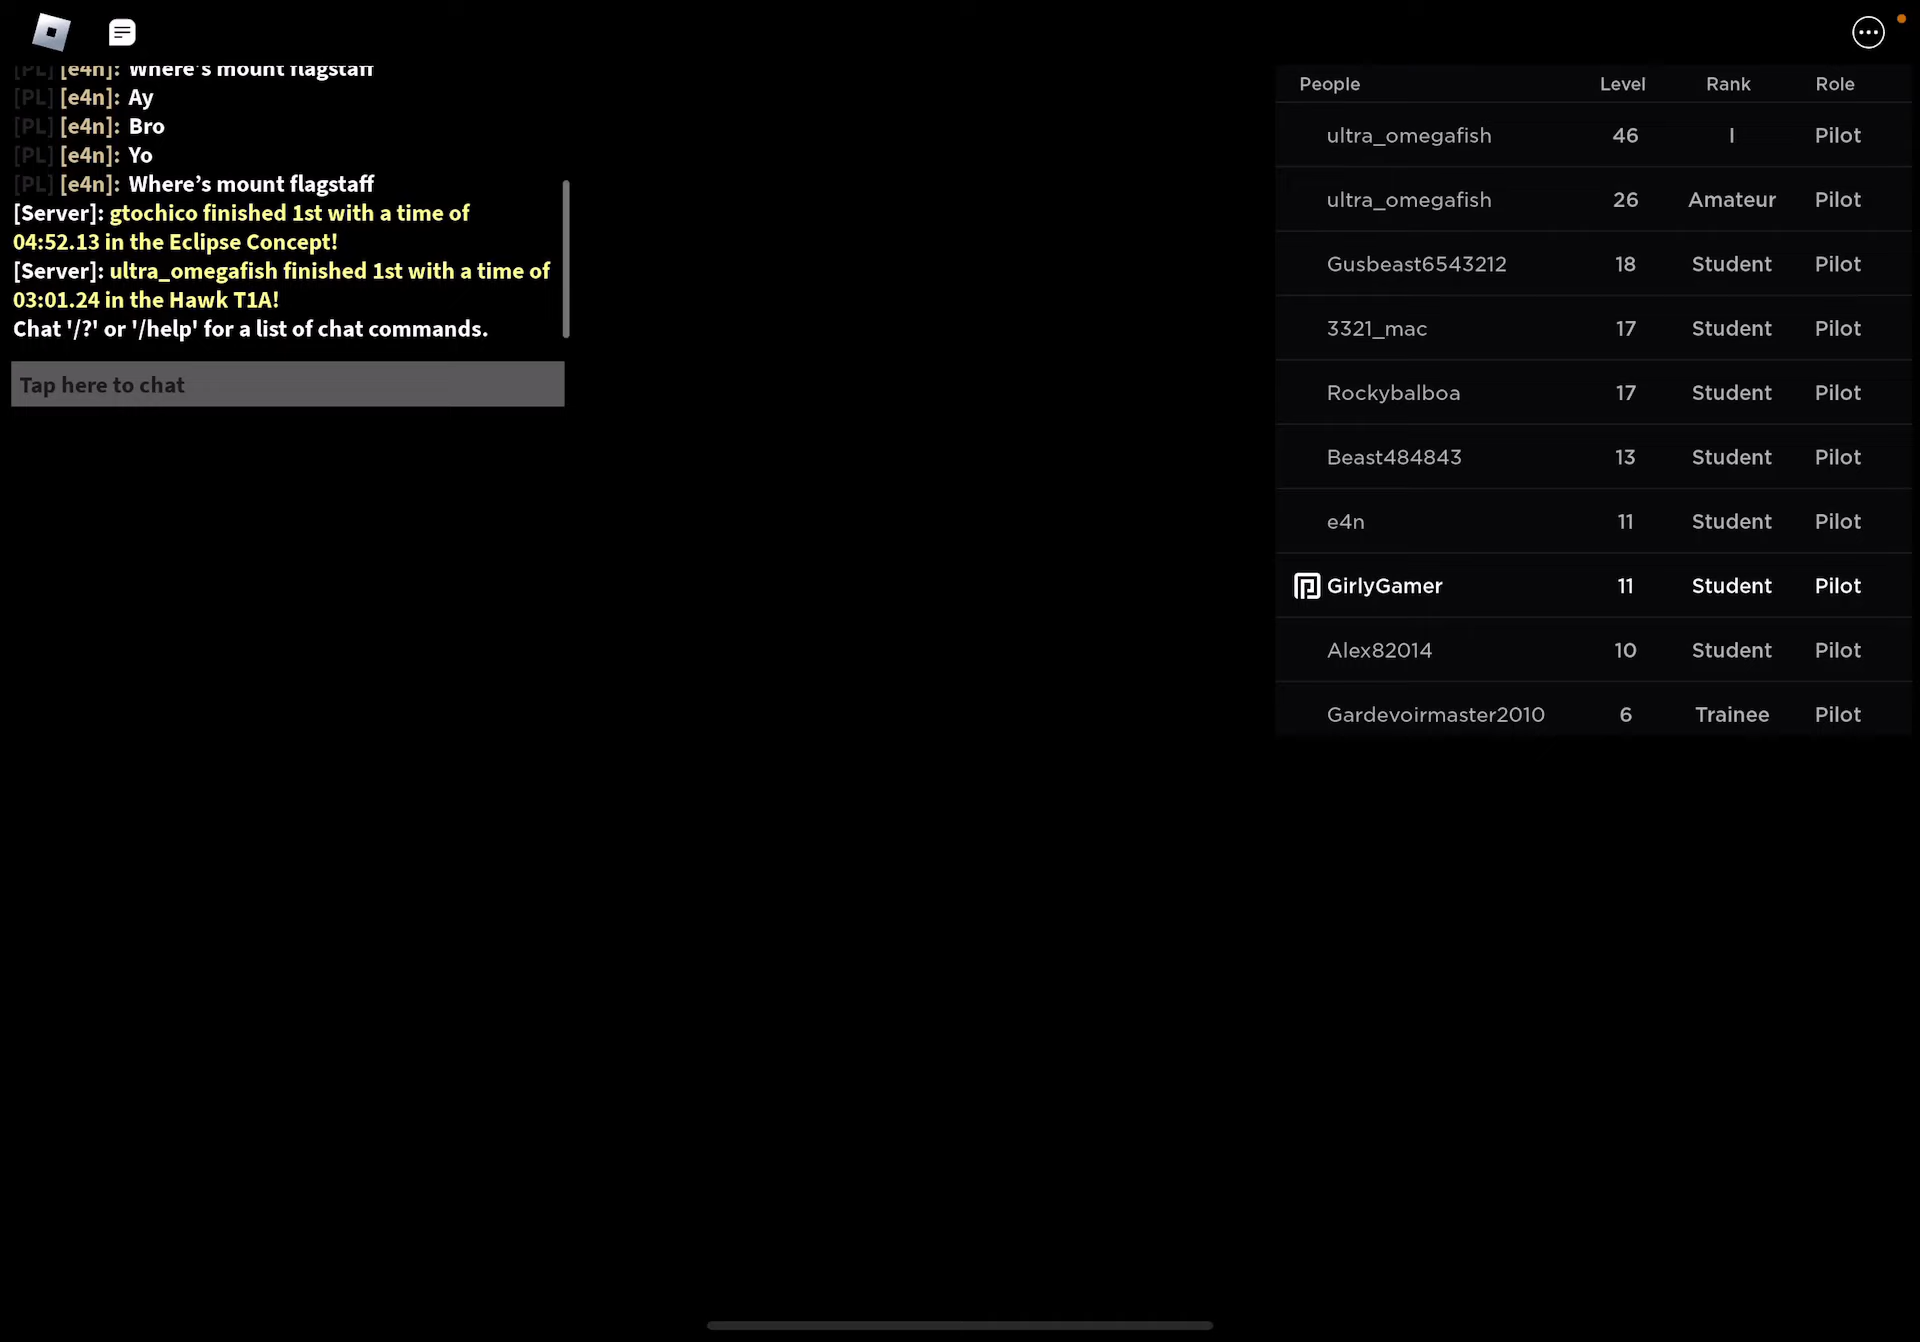 [PL] [e4n]: Where's mount flagstaff
[PL] [e4n]: Ay
[PL] [e4n]: Bro
[PL] [e4n]: Yo
[PL] [e4n]: Where’s mount flagstaff
[Server]: gtochico finished 1st with a time of
04:52.13 in the Eclipse Concept!
[Server]: ultra_omegafish finished 1st with a time of
03:01.24 in the Hawk T1A!
Chat '/?' or '/help' for a list of chat commands.
Tap here to chat
People Level Rank Role
ultra_omegafish 46 I Pilot
ultra_omegafish 26 Amateur Pilot
Gusbeast6543212 18 Student Pilot
3321_mac 17 Student Pilot
Rockybalboa 17 Student Pilot
Beast484843 13 Student Pilot
e4n 11 Student Pilot
GirlyGamer 11 Student Pilot
Alex82014 10 Student Pilot
Gardevoirmaster2010 6 Trainee Pilot